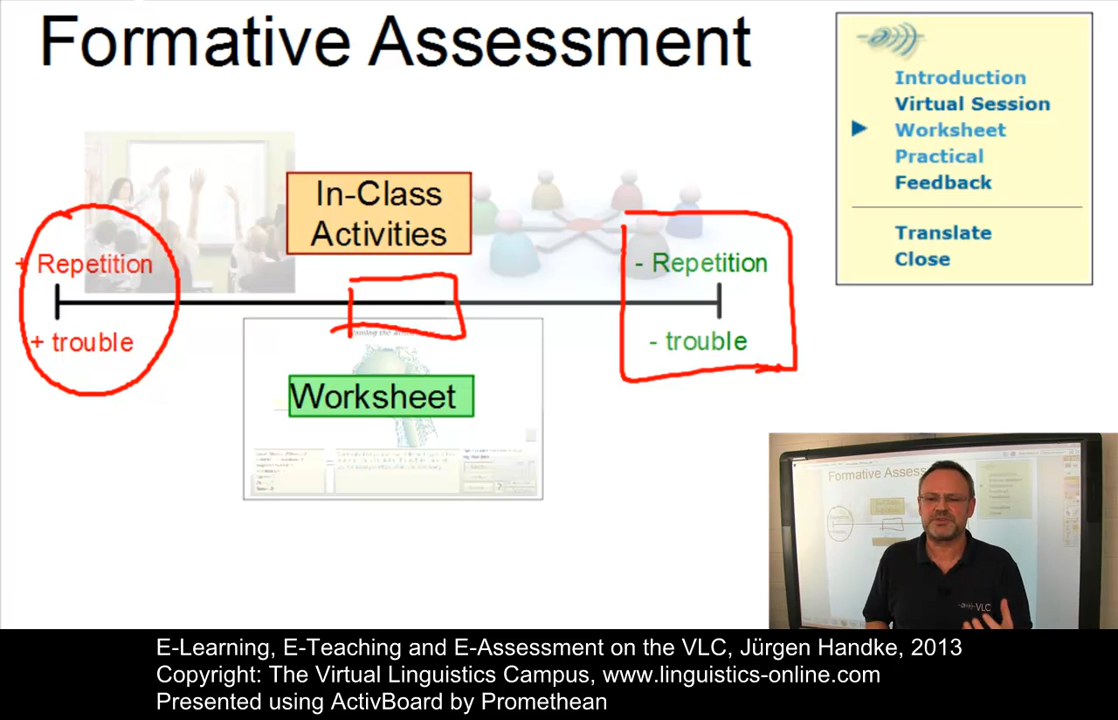 Formative Assessment
Introduction
Virtual Session
Worksheet
Practical
Feedback
Translate
Close
In-Class
Activities
+ Repetition
- Repetition
+ trouble
- trouble
Worksheet
Formative Assess
VLC
E-Learning, E-Teaching and E-Assessment on the VLC, Jürgen Handke, 2013
Copyright: The Virtual Linguistics Campus, www.linguistics-online.com
Presented using ActivBoard by Promethean